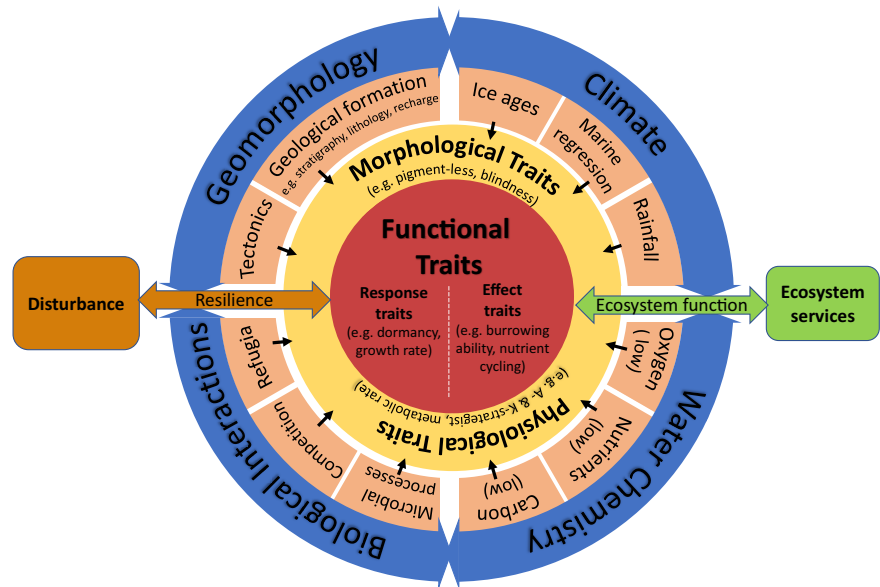 Geomorphology
Geological formation
e.g. stratigraphy, lithology, recharge
Tectonics
Climate
Ice ages
Marine
regression
Rainfall
Morphological Traits
(e.g. pigment-less, blindness)
Functional
Traits
Response
traits
(e.g. dormancy,
growth rate)
Effect
traits
(e.g. burrowing
ability, nutrient
cycling)
Disturbance
Resilience
Ecosystem function
Ecosystem
services
Physiological Traits
(e.g. A- & K-strategist, metabolic rate)
Biological Interactions
Refugia
Competition
Microbial
processes
Water Chemistry
Oxygen
(low)
Nutrients
(low)
Carbon
(low)